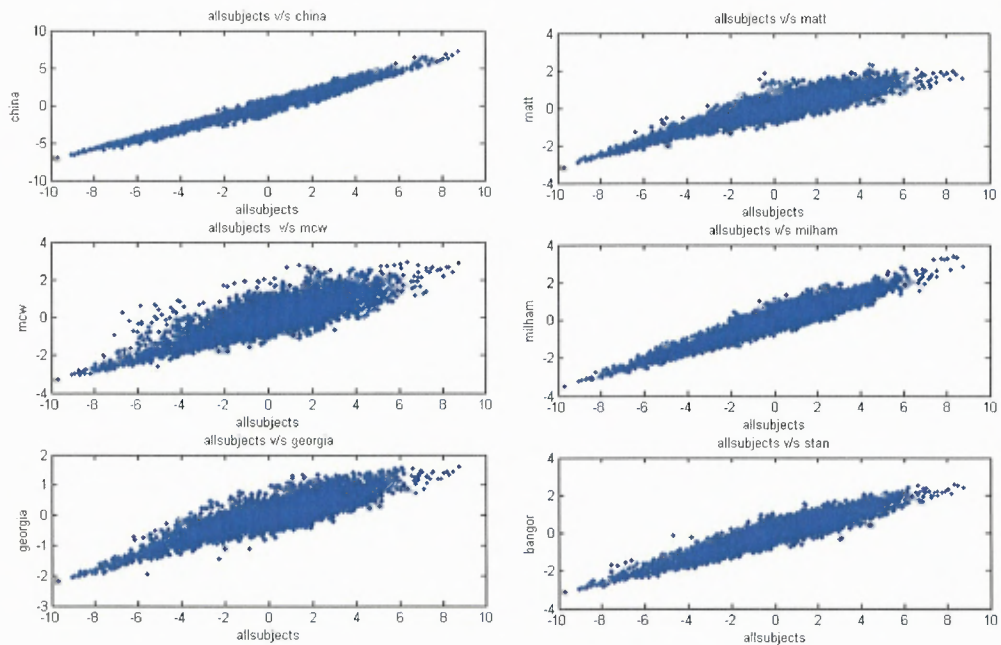 allsubjects v/s china
10
5
0
-5
-10
china
-10 -8 -6 -4 -2 0 2 4 6 8 10
allsubjects
allsubjects v/s matt
4
2
0
-2
-4
matt
-10 -8 -6 -4 -2 0 2 4 6 8 10
allsubjects
allsubjects v/s mcw
4
2
0
-2
-4
mcw
-10 -8 -6 -4 -2 0 2 4 6 8 10
allsubjects
allsubjects v/s milham
4
2
0
-2
-4
milham
-10 -8 -6 -4 -2 0 2 4 6 8 10
allsubjects
allsubjects v/s georgia
2
1
0
-1
-2
-3
georgia
-10 -8 -6 -4 -2 0 2 4 6 8 10
allsubjects
allsubjects v/s stan
4
2
0
-2
-4
bangor
-10 -8 -6 -4 -2 0 2 4 6 8 10
allsubjects